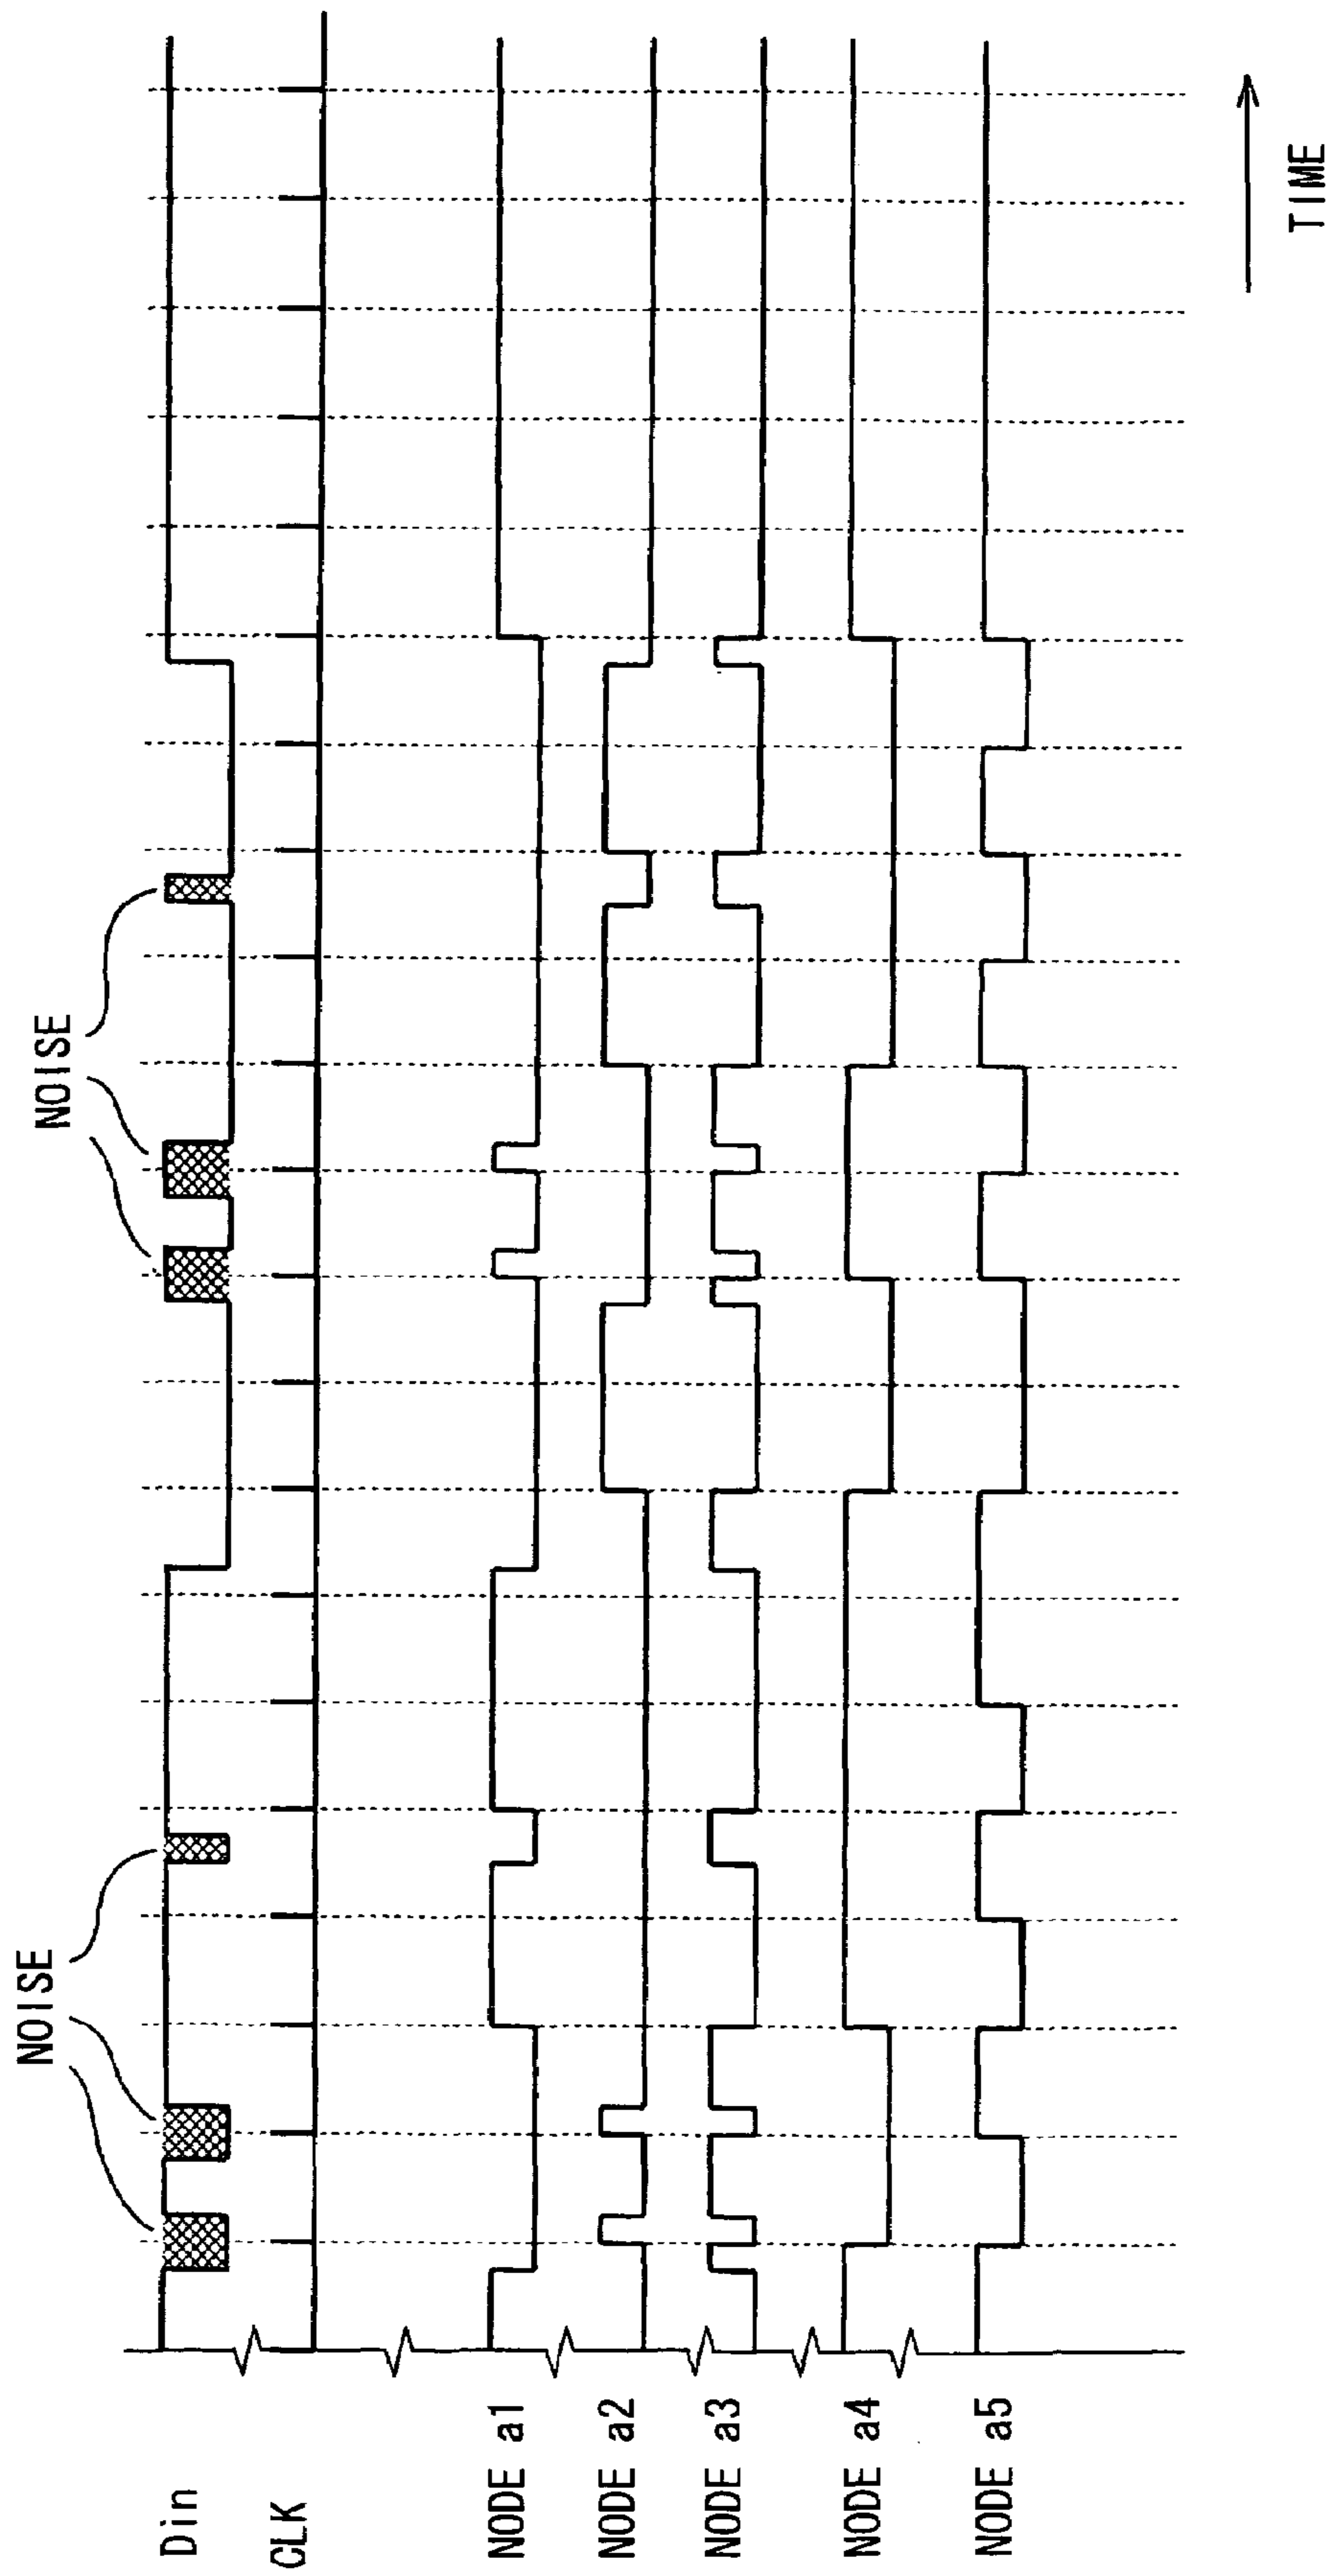 NOISE
NOISE
Din
CLK
NODE a1
NODE a2
NODE a3
NODE a4
NODE a5
TIME